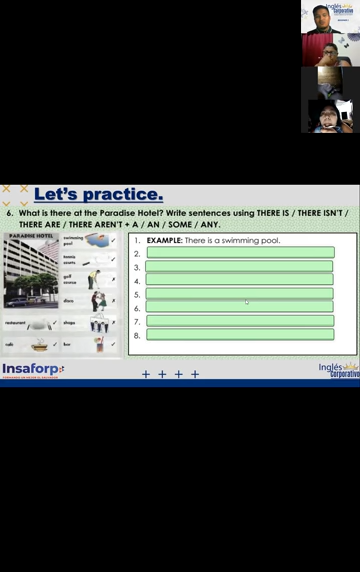 Inglés
Corporativo
Let's practice.
6. What is there at the Paradise Hotel? Write sentences using THERE IS / THERE ISN'T /
THERE ARE / THERE AREN'T + A / AN / SOME / ANY.
PARADISE HOTEL
swimming
pool
tennis
courts
golf
course
disco
restaurant
shops
cafe
bar
1. EXAMPLE: There is a swimming pool.
2.
3.
4.
5.
6.
7.
8.
Insaforp
Inglés
Corporativo